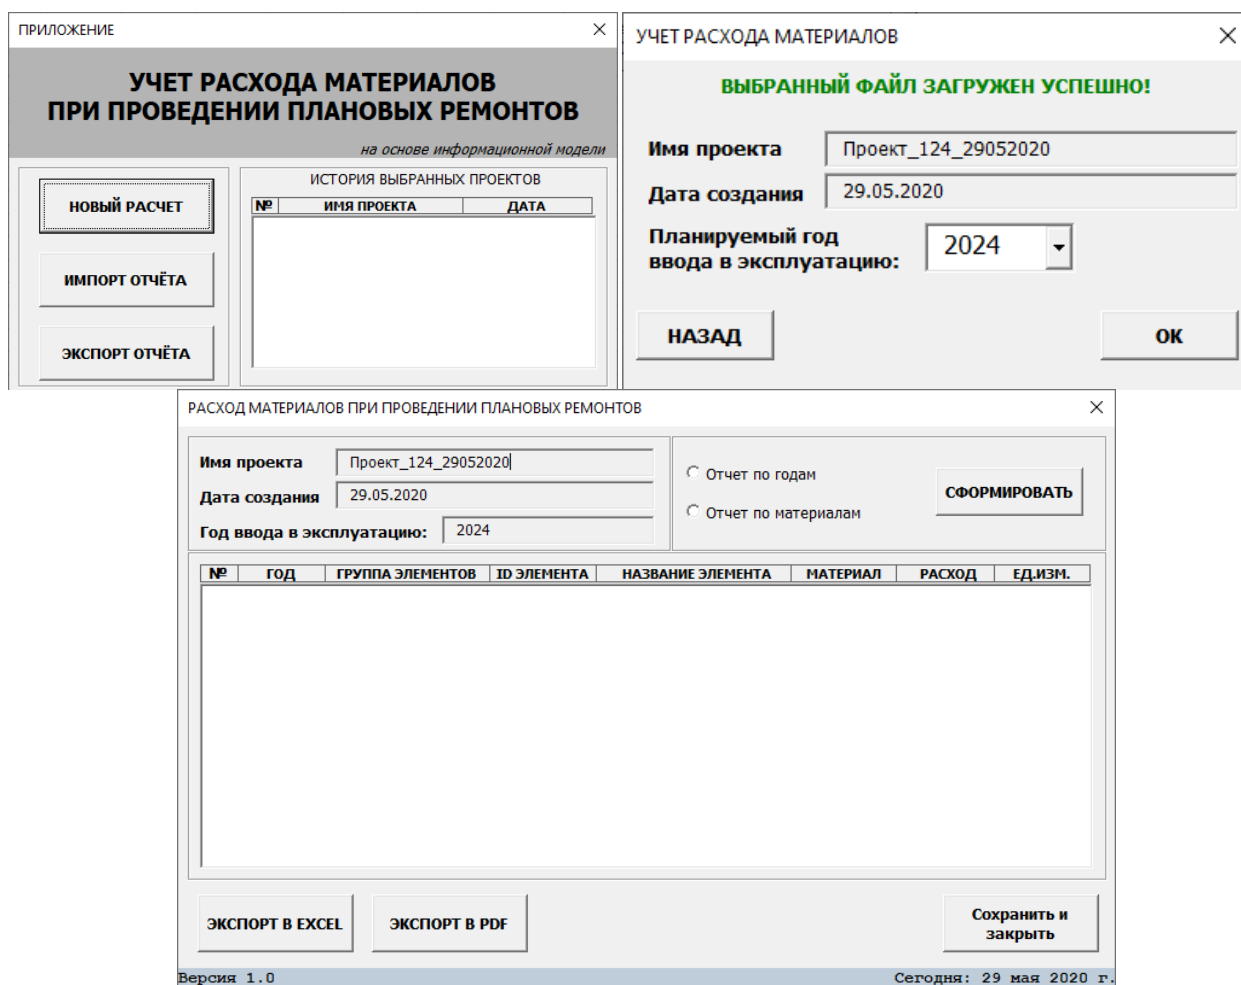 ПРИЛОЖЕНИЕ
УЧЕТ РАСХОДА МАТЕРИАЛОВ
ПРИ ПРОВЕДЕНИИ ПЛАНОВЫХ РЕМОНТОВ
на основе информационной модели
НОВЫЙ РАСЧЕТ
ИМПОРТ ОТЧЁТА
ЭКСПОРТ ОТЧЁТА
ИСТОРИЯ ВЫБРАННЫХ ПРОЕКТОВ
№ ИМЯ ПРОЕКТА ДАТА
УЧЕТ РАСХОДА МАТЕРИАЛОВ
ВЫБРАННЫЙ ФАЙЛ ЗАГРУЖЕН УСПЕШНО!
Имя проекта Проект_124_29052020
Дата создания 29.05.2020
Планируемый год
ввода в эксплуатацию: 2024
НАЗАД ОК
РАСХОД МАТЕРИАЛОВ ПРИ ПРОВЕДЕНИИ ПЛАНОВЫХ РЕМОНТОВ
Имя проекта Проект_124_29052020
Дата создания 29.05.2020
Год ввода в эксплуатацию: 2024
Отчет по годам
Отчет по материалам
СФОРМИРОВАТЬ
№ ГОД ГРУППА ЭЛЕМЕНТОВ ID ЭЛЕМЕНТА НАЗВАНИЕ ЭЛЕМЕНТА МАТЕРИАЛ РАСХОД ЕД.ИЗМ.
ЭКСПОРТ В EXCEL ЭКСПОРТ В PDF
Сохранить и
закрыть
Версия 1.0 Сегодня: 29 мая 2020 г.